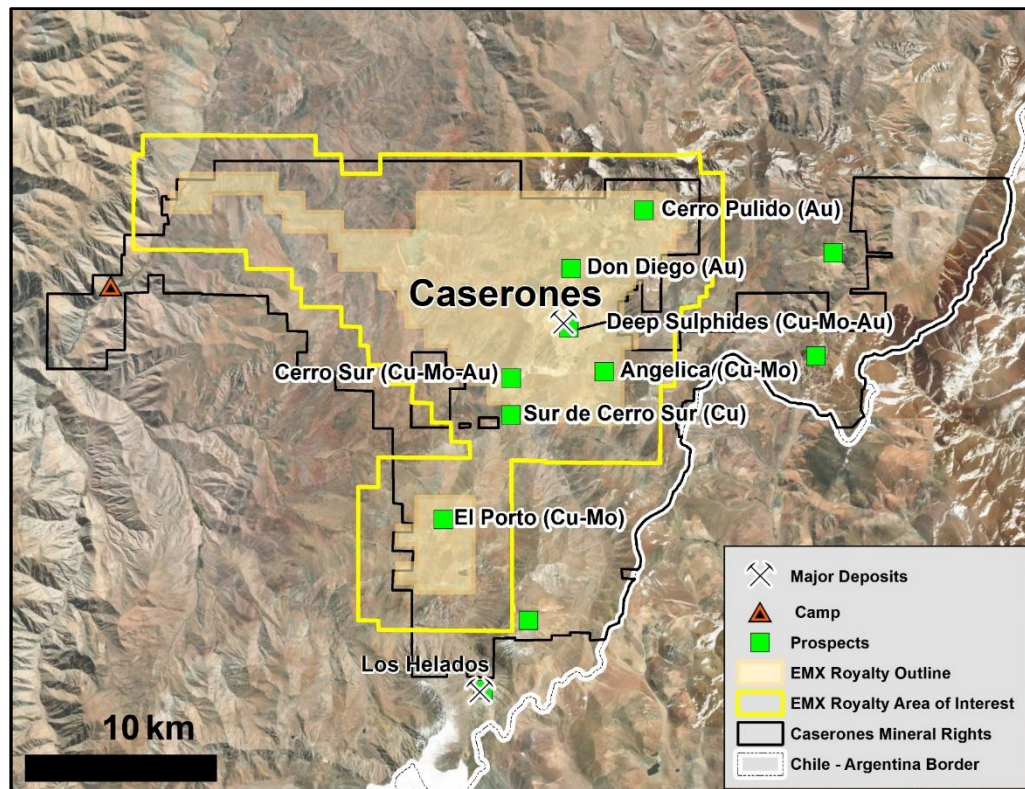 Cerro Pulido (Au)
Don Diego (Au)
Caserones
Deep Sulphides (Cu-Mo-Au)
Cerro Sur (Cu-Mo-Au)
Angelica (Cu-Mo)
Sur de Cerro Sur (Cu)
El Porto (Cu-Mo)
Los Helados
10 km
Major Deposits
Camp
Prospects
EMX Royalty Outline
EMX Royalty Area of Interest
Caserones Mineral Rights
Chile - Argentina Border